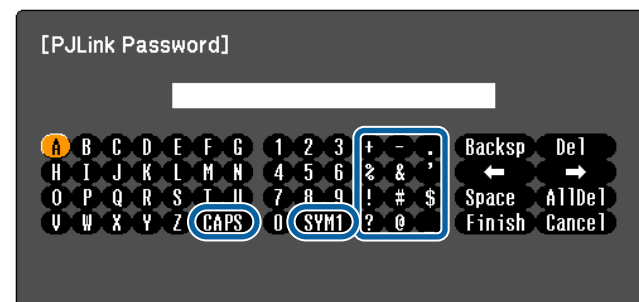 [PJLink Password]
A B C D E F G 1 2 3 + - . Backsp Del
H I J K L M N 4 5 6 % & ' ← →
O P Q R S T U 7 8 9 ! # $ Space AllDel
V W X Y Z CAPS 0 SYM1 ? @ _ Finish Cancel